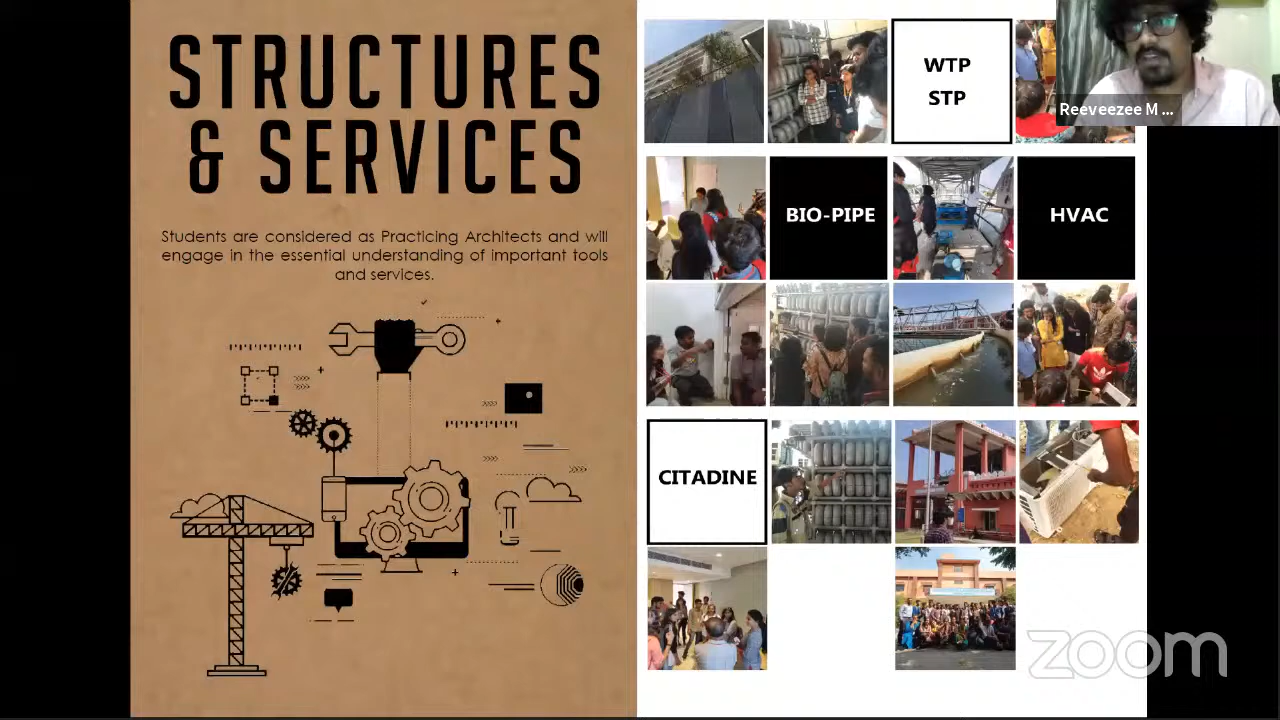 STRUCTURES
& SERVICES
Students are considered as Practicing Architects and will
engage in the essential understanding of important tools
and services.
WTP
STP
Reeveezee M ...
BIO-PIPE
HVAC
CITADINE
zoom